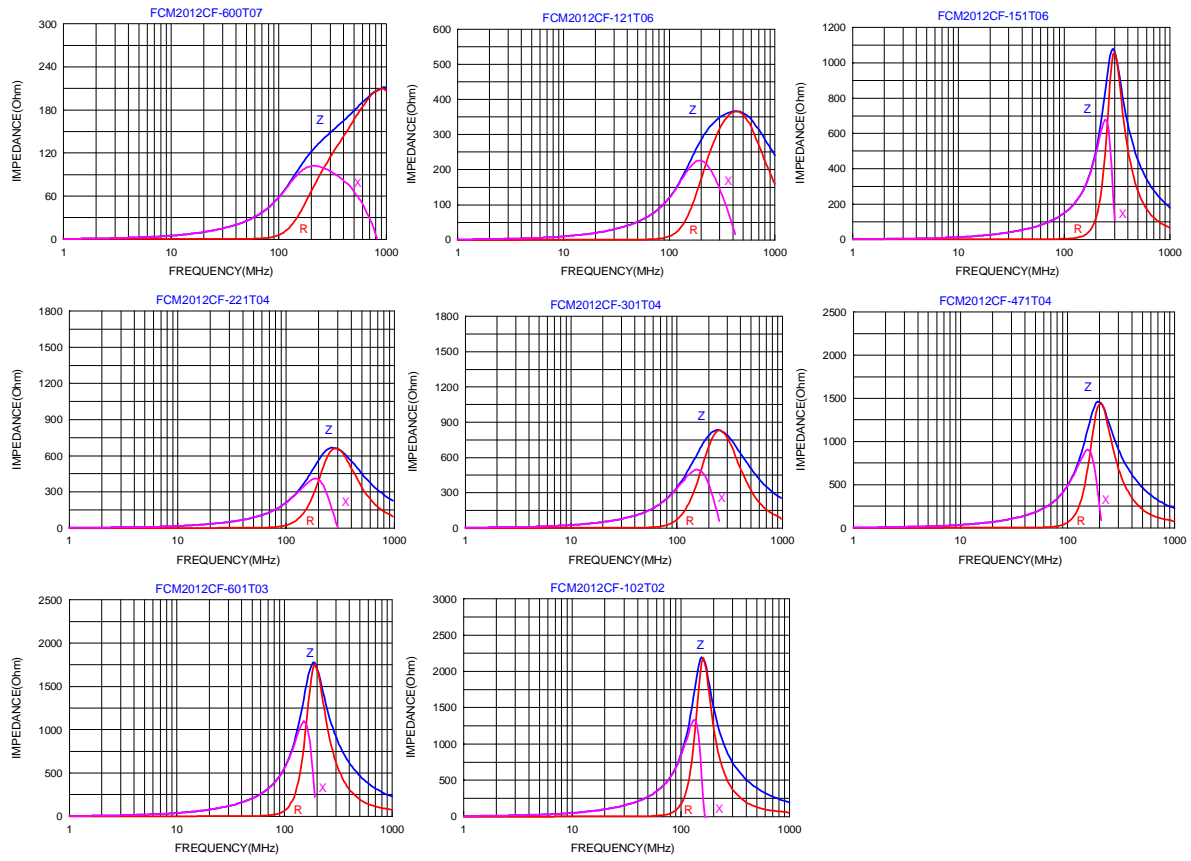 FCM2012CF-600T07
IMPEDANCE(Ohm)
300
240
180
120
60
0
Z
X
R
1 10 100 1000
FREQUENCY(MHz)
FCM2012CF-121T06
IMPEDANCE(Ohm)
600
500
400
300
200
100
0
Z
X
R
1 10 100 1000
FREQUENCY(MHz)
FCM2012CF-151T06
IMPEDANCE(Ohm)
1200
1000
800
600
400
200
0
Z
X
R
1 10 100 1000
FREQUENCY(MHz)
FCM2012CF-221T04
IMPEDANCE(Ohm)
1800
1500
1200
900
600
300
0
Z
X
R
1 10 100 1000
FREQUENCY(MHz)
FCM2012CF-301T04
IMPEDANCE(Ohm)
1800
1500
1200
900
600
300
0
Z
X
R
1 10 100 1000
FREQUENCY(MHz)
FCM2012CF-471T04
IMPEDANCE(Ohm)
2500
2000
1500
1000
500
0
Z
X
R
1 10 100 1000
FREQUENCY(MHz)
FCM2012CF-601T03
IMPEDANCE(Ohm)
2500
2000
1500
1000
500
0
Z
X
R
1 10 100 1000
FREQUENCY(MHz)
FCM2012CF-102T02
IMPEDANCE(Ohm)
3000
2500
2000
1500
1000
500
0
Z
R
X
1 10 100 1000
FREQUENCY(MHz)